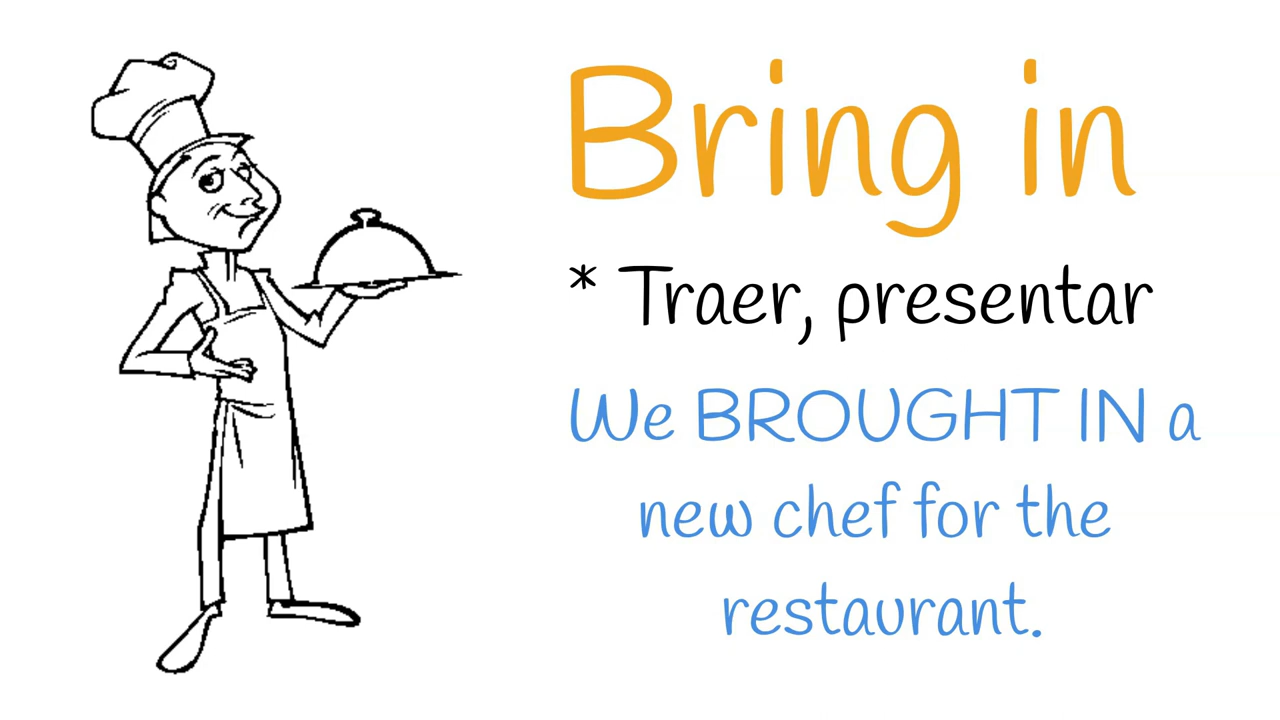 Bring in
* Traer, presentar
We BROUGHT IN a
new chef for the
restaurant.